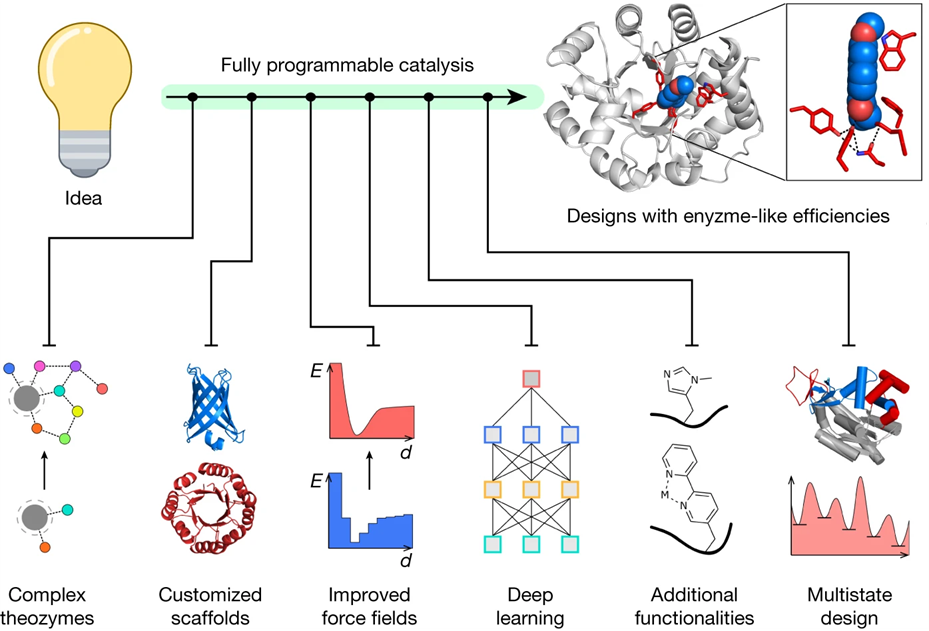 Fully programmable catalysis
Idea
Designs with enyzme-like efficiencies
E
d
E
d
N
N
N
M
N
Complex
theozymes
Customized
scaffolds
Improved
force fields
Deep
learning
Additional
functionalities
Multistate
design